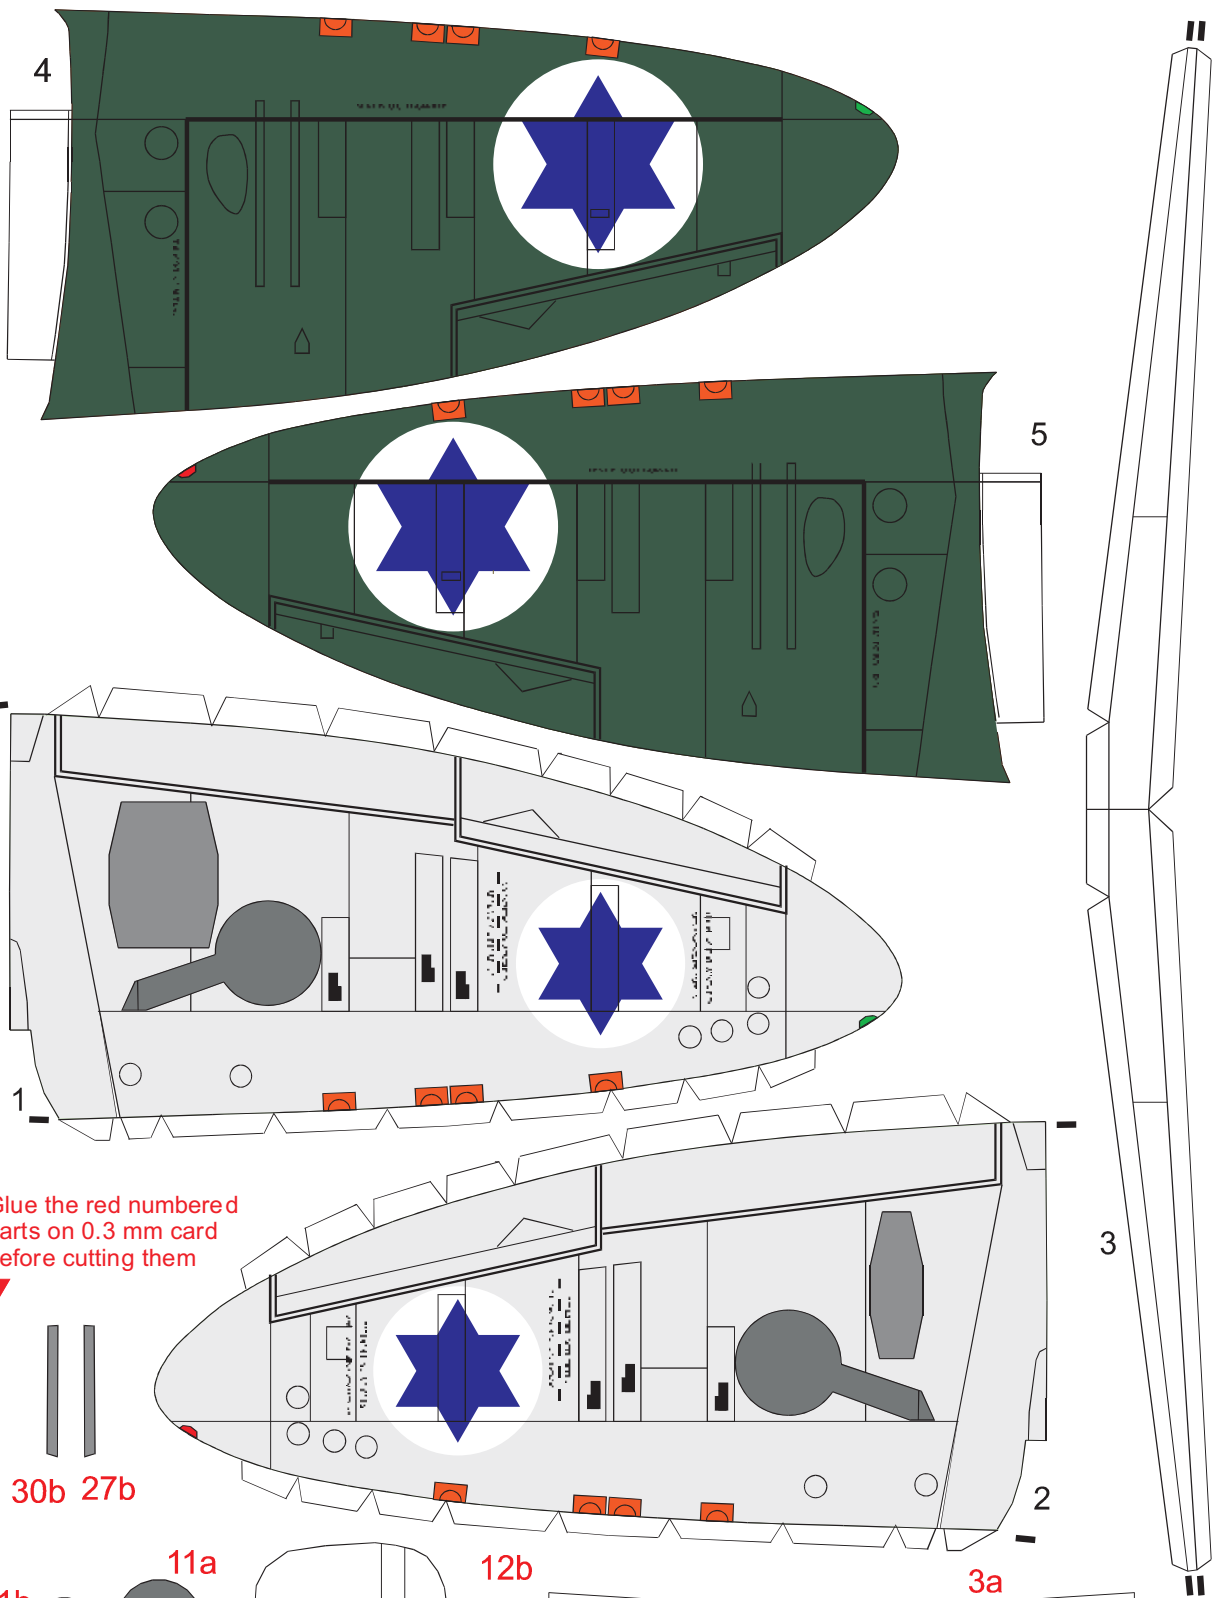 4
5
1
Glue the red numbered
arts on 0.3 mm card
efore cutting them
3
30b 27b
2
11a
12b
3a